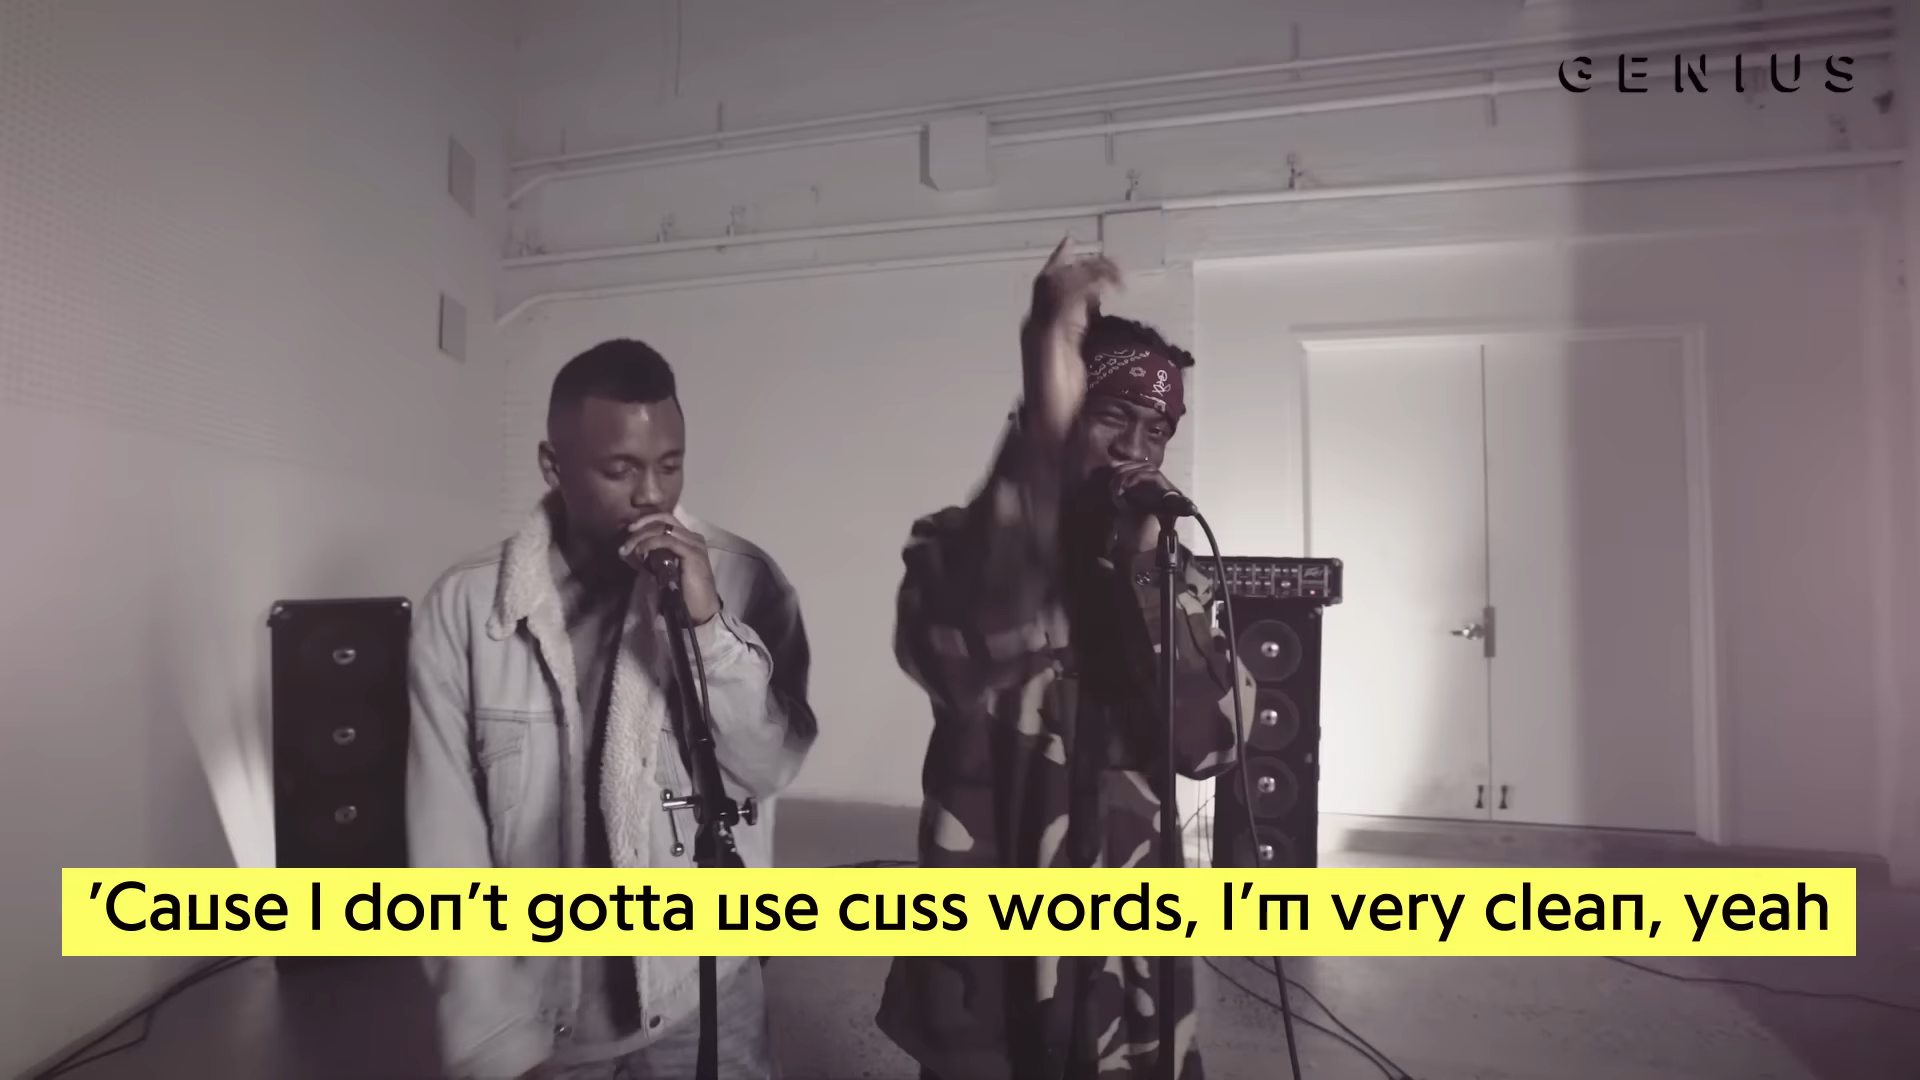 GENIUS
’Cause I don’t gotta use cuss words, I’m very clean, yeah